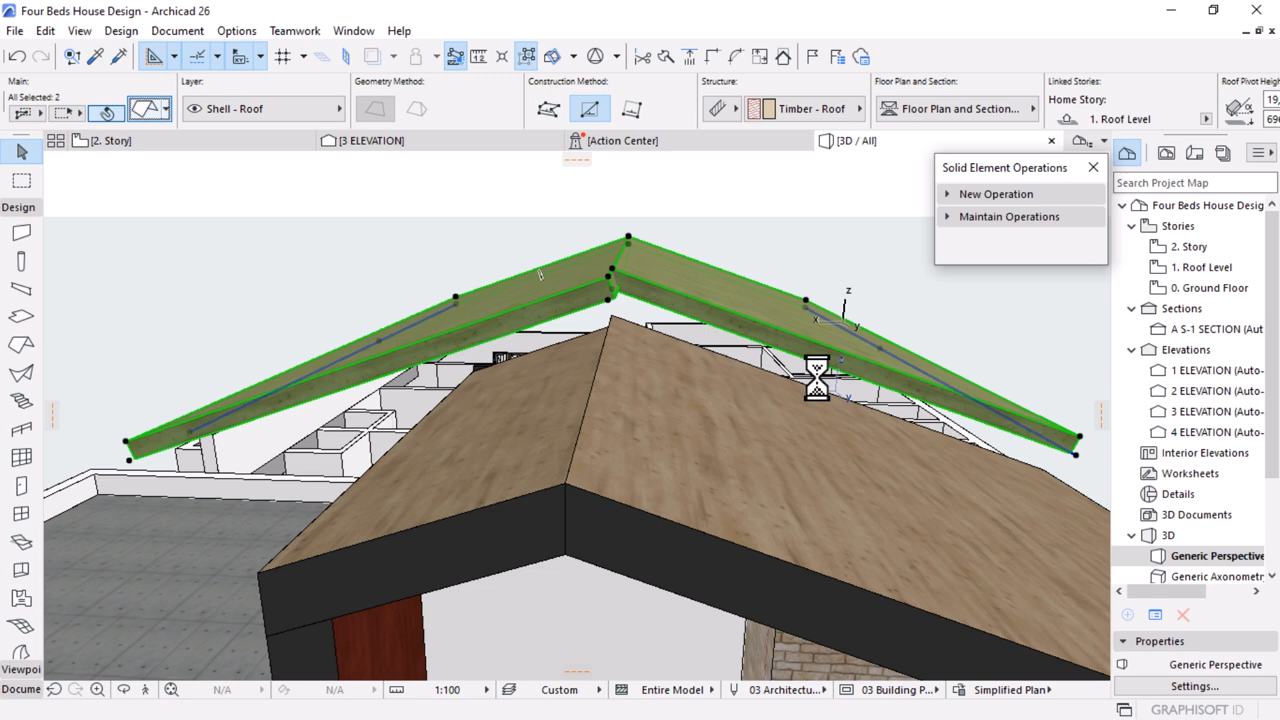 Four Beds House Design - Archicad 26
File Edit View Design Document Options Teamwork Window Help
Main:
All Selected: 2
Layer:
Shell - Roof
Geometry Method:
Construction Method:
Structure:
Timber - Roof
Floor Plan and Section:
Floor Plan and Section...
Linked Stories:
Home Story:
1. Roof Level
Roof Pivot Hei
19,
696
[2. Story]
[3 ELEVATION]
[Action Center]
[3D / All]
Solid Element Operations
New Operation
Maintain Operations
Design
Viewpoi
Docume
Search Project Map
Four Beds House Desig
Stories
2. Story
1. Roof Level
0. Ground Floor
Sections
A S-1 SECTION (Aut
Elevations
1 ELEVATION (Auto-
2 ELEVATION (Auto-
3 ELEVATION (Auto-
4 ELEVATION (Auto-
Interior Elevations
Worksheets
Details
3D Documents
3D
Generic Perspective
Generic Axonometr
Properties
Generic Perspective
Settings...
GRAPHISOFT ID
z
x
y
y
N/A
N/A
1:100
Custom
Entire Model
03 Architectu...
03 Building P...
Simplified Plan